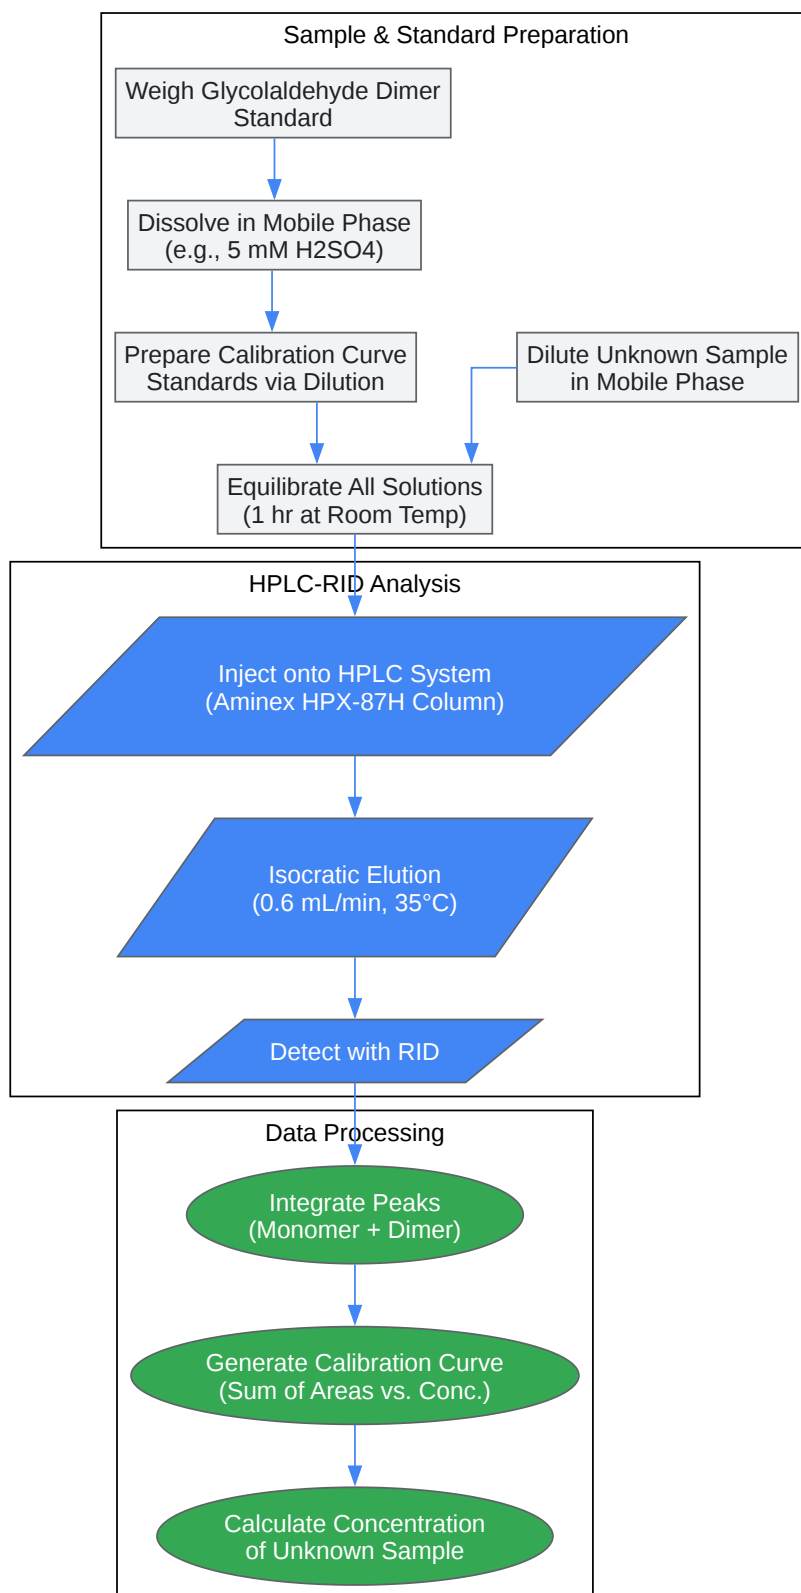 Sample & Standard Preparation
Weigh Glycolaldehyde Dimer
Standard
Dissolve in Mobile Phase
(e.g., 5 mM H2SO4)
Prepare Calibration Curve
Standards via Dilution
Dilute Unknown Sample
in Mobile Phase
Equilibrate All Solutions
(1 hr at Room Temp)
HPLC-RID Analysis
Inject onto HPLC System
(Aminex HPX-87H Column)
Isocratic Elution
(0.6 mL/min, 35°C)
Detect with RID
Data Processing
Integrate Peaks
(Monomer + Dimer)
Generate Calibration Curve
(Sum of Areas vs. Conc.)
Calculate Concentration
of Unknown Sample